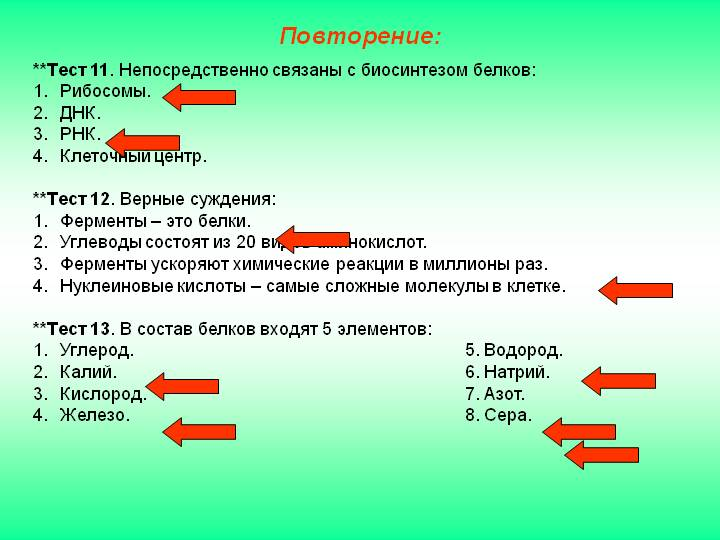 Повторение:
**Тест 11. Непосредственно связаны с биосинтезом белков:
1. Рибосомы.
2. ДНК.
3. РНК.
4. Клеточный центр.
**Тест 12. Верные суждения:
1. Ферменты – это белки.
2. Углеводы состоят из 20 видов аминокислот.
3. Ферменты ускоряют химические реакции в миллионы раз.
4. Нуклеиновые кислоты – самые сложные молекулы в клетке.
**Тест 13. В состав белков входят 5 элементов:
1. Углерод. 5. Водород.
2. Калий. 6. Натрий.
3. Кислород. 7. Азот.
4. Железо. 8. Сера.